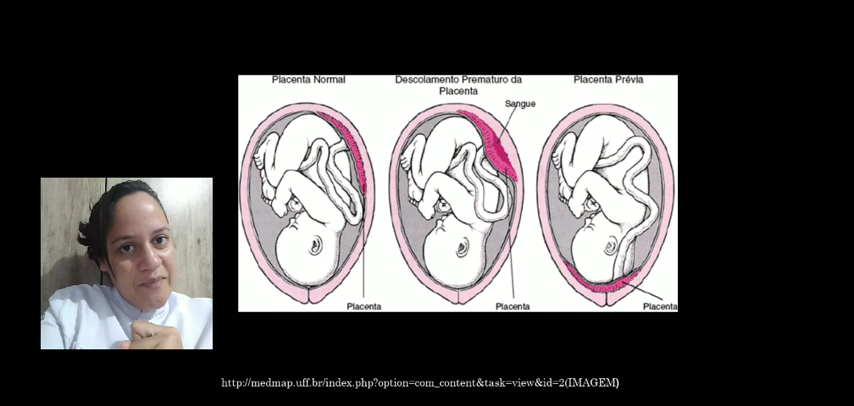 Placenta Normal
Descolamento Prematuro da
Placenta
Placenta Prévia
Sangue
Placenta
Placenta
Placenta
http://medmap.uff.br/index.php?option=com_content&task=view&id=2(IMAGEM)